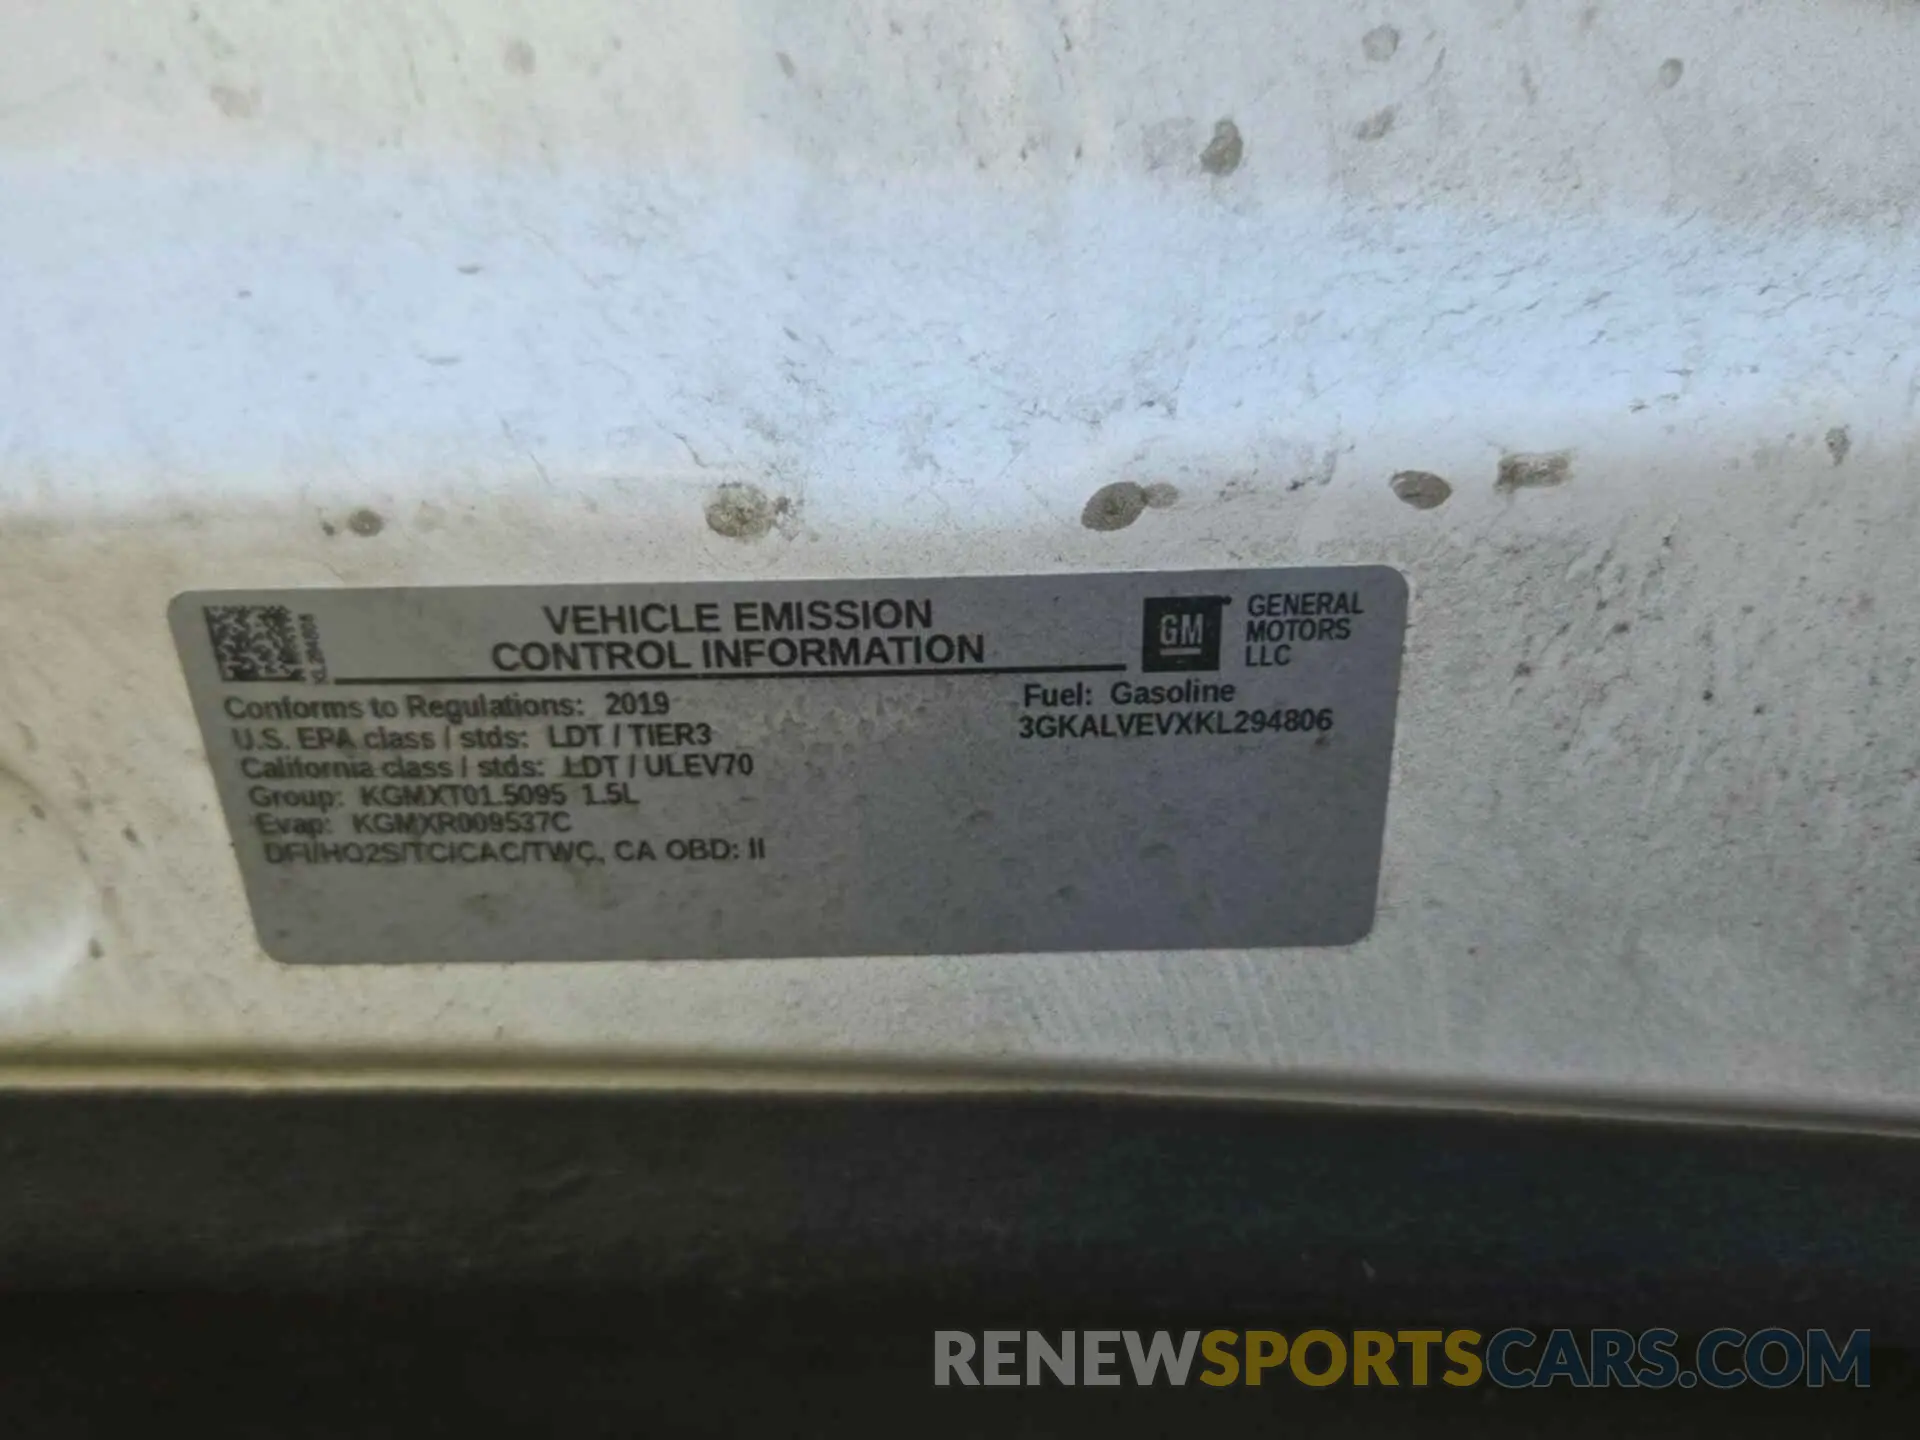 VEHICLE EMISSION
CONTROL INFORMATION
GM
GENERAL
MOTORS
LLC
KL294806
Conforms to Regulations: 2019
U.S. EPA class / stds: LDT / TIER3
California class / stds: LDT / ULEV70
Group: KGMXT01.5095 1.5L
Evap: KGMXR009537C
DFI/HO2S/TC/CAC/TWC, CA OBD: II
Fuel: Gasoline
3GKALVEVXKL294806
RENEWSPORTSCARS.COM